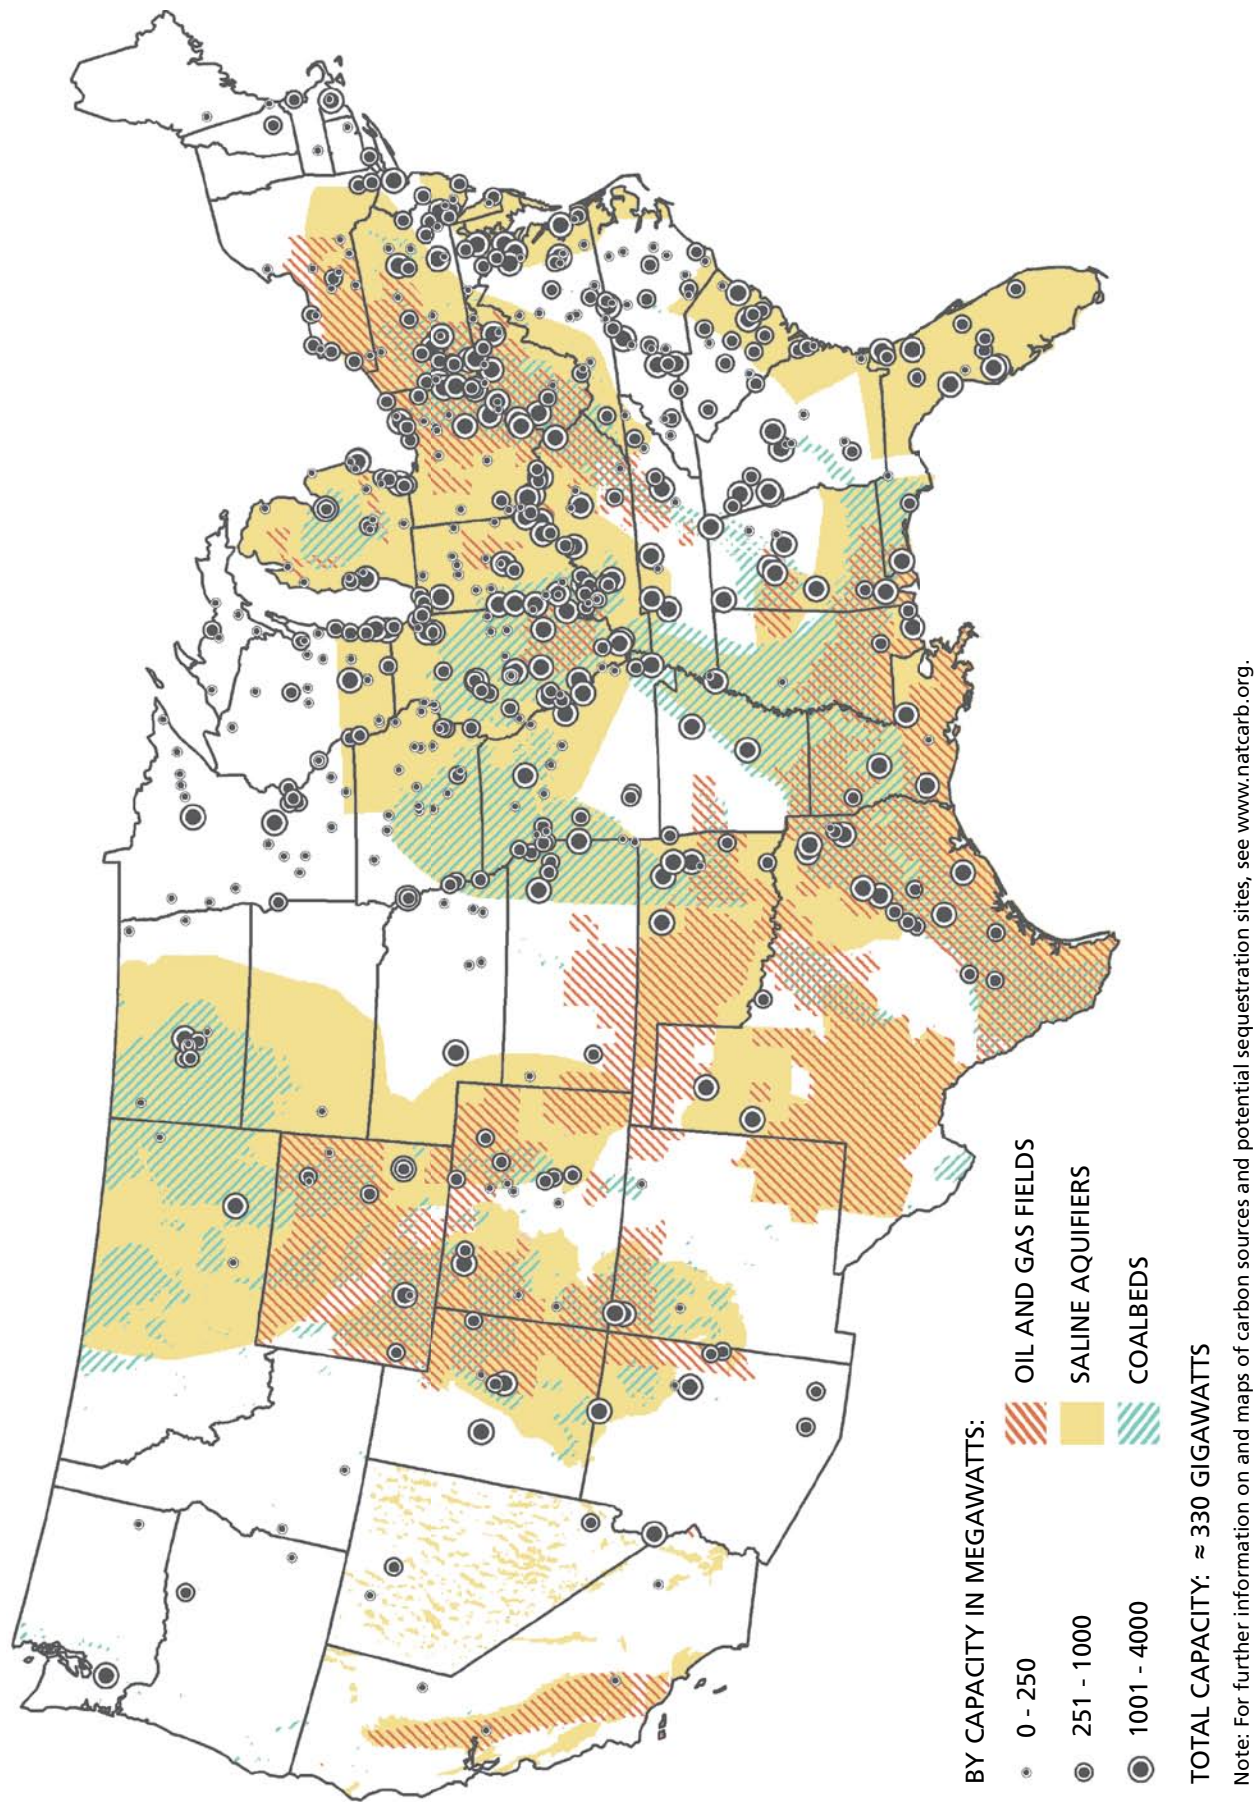 BY CAPACITY IN MEGAWATTS:
0 - 250
251 - 1000
1001 - 4000
OIL AND GAS FIELDS
SALINE AQUIFIERS
COALBEDS
TOTAL CAPACITY: ≈ 330 GIGAWATTS
Note: For further information on and maps of carbon sources and potential sequestration sites, see www.natcarb.org.